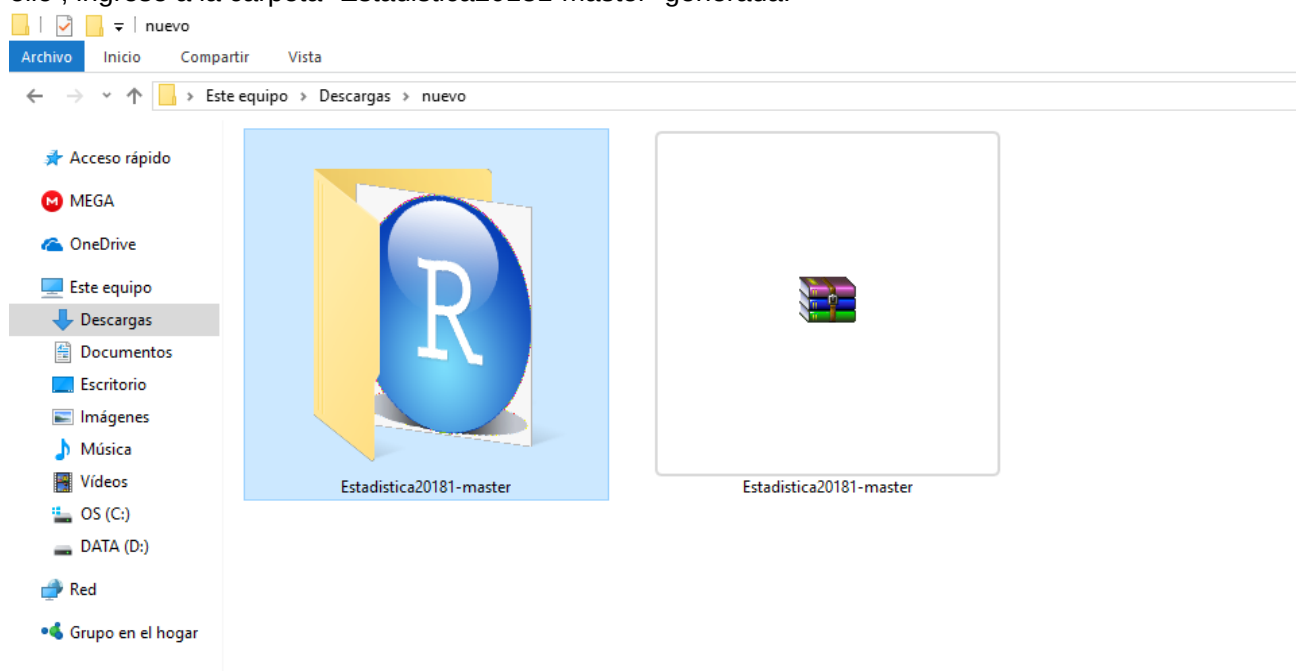 nuevo
Archivo Inicio Compartir Vista
Este equipo > Descargas > nuevo
Acceso rápido
MEGA
OneDrive
Este equipo
Descargas
Documentos
Escritorio
Imágenes
Música
Vídeos
OS (C:)
DATA (D:)
Red
Grupo en el hogar
R
Estadistica20181-master
Estadistica20181-master